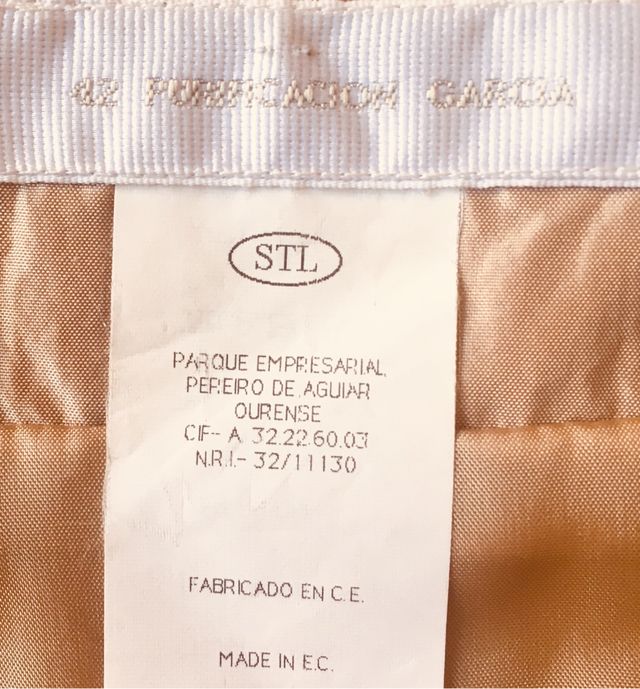 42 PURIFICACION GARCIA
STL
PARQUE EMPRESARIAL,
PEREIRO DE AGUIAR
OURENSE
CIF- A 32.22.60.03
N.R.I.- 32/11130
FABRICADO EN C.E.
MADE IN E.C.